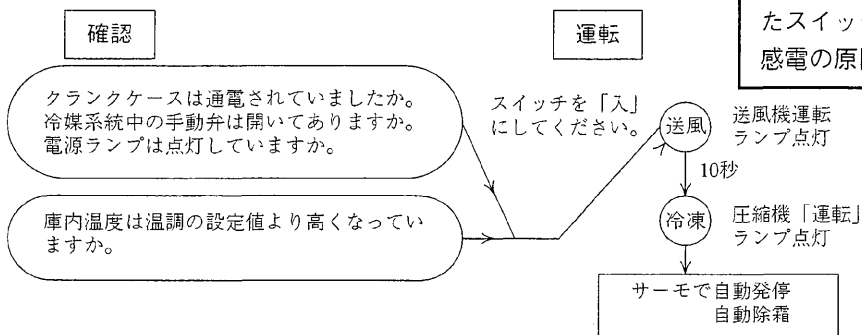 確認
運転
たスイッ
感電の原
クランクケースは通電されていましたか。
冷媒系統中の手動弁は開いてありますか。
電源ランプは点灯していますか。
スイッチを「入」
にしてください。
送風
送風機運転
ランプ点灯
10秒
庫内温度は温調の設定値より高くなってい
ますか。
冷凍
圧縮機「運転」
ランプ点灯
サーモで自動発停
自動除霜